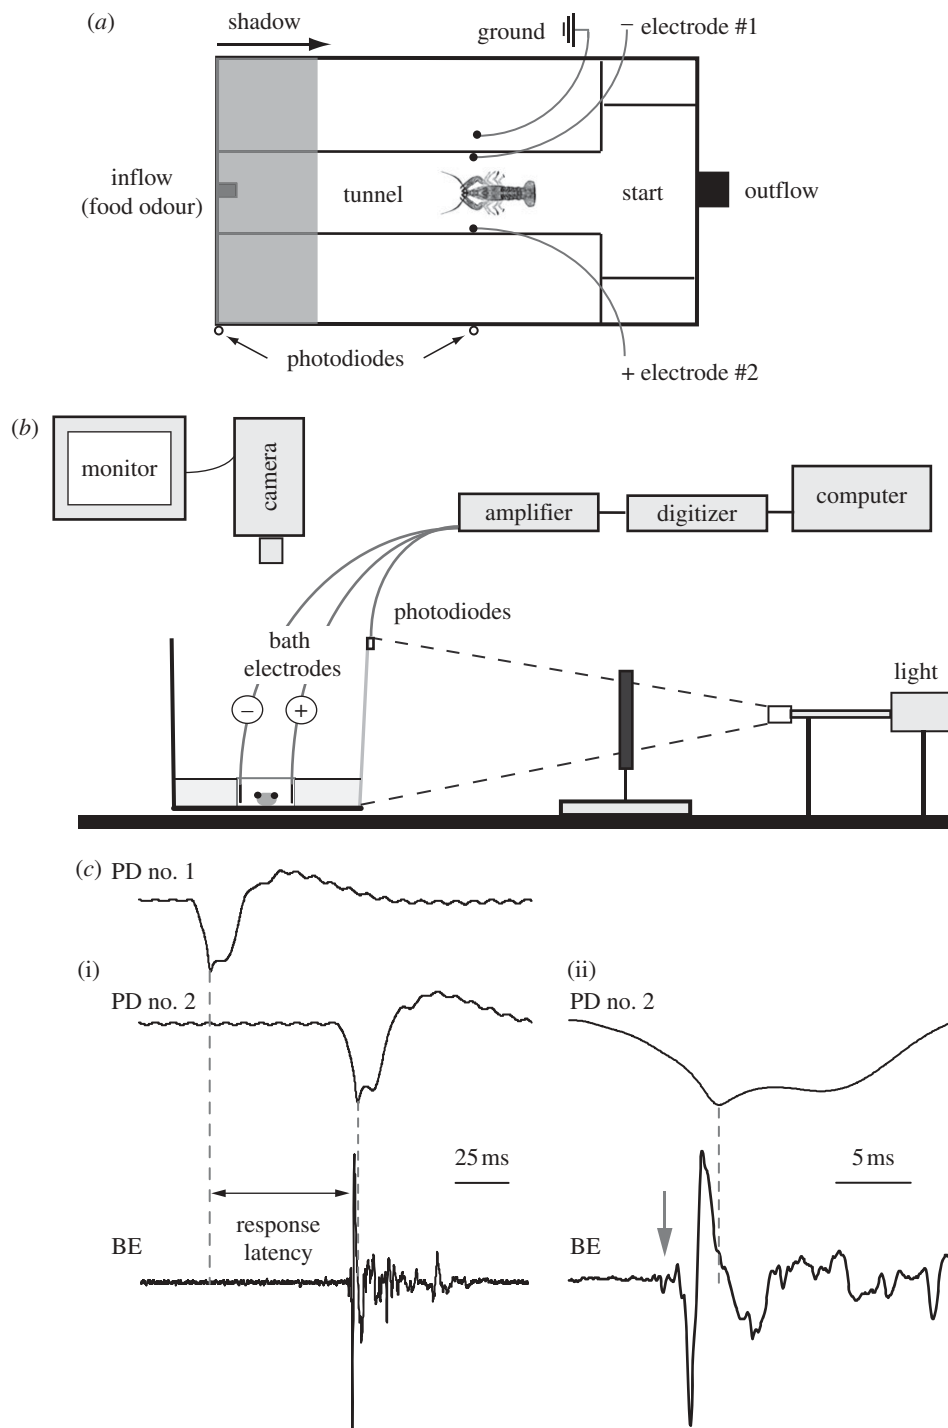 (a)
shadow
ground
– electrode #1
inflow
(food odour)
tunnel
start
outflow
photodiodes
+ electrode #2
(b)
monitor
camera
amplifier
digitizer
computer
photodiodes
bath
electrodes
– +
light
(c) PD no. 1
(i)
PD no. 2
25 ms
response
latency
BE
(ii)
PD no. 2
5 ms
BE